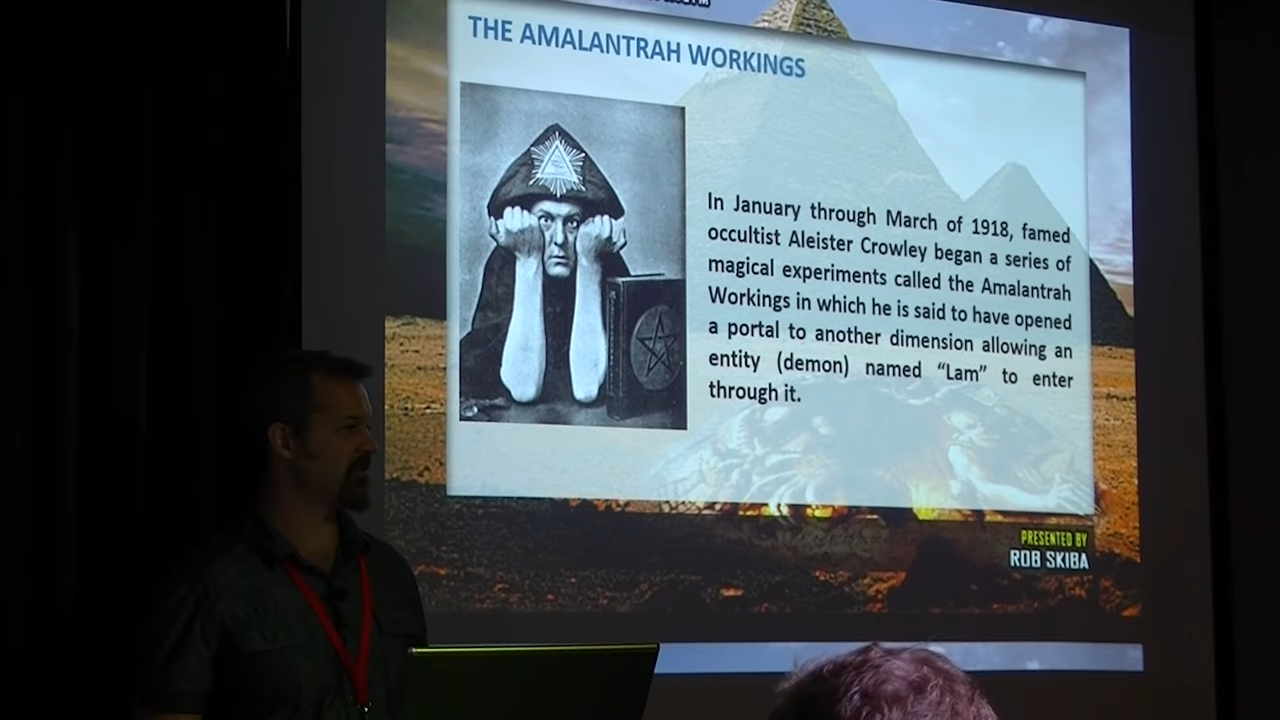 THE AMALANTRAH WORKINGS
In January through March of 1918, famed
occultist Aleister Crowley began a series of
magical experiments called the Amalantrah
Workings in which he is said to have opened
a portal to another dimension allowing an
entity (demon) named “Lam” to enter
through it.
PRESENTED BY
ROB SKIBA